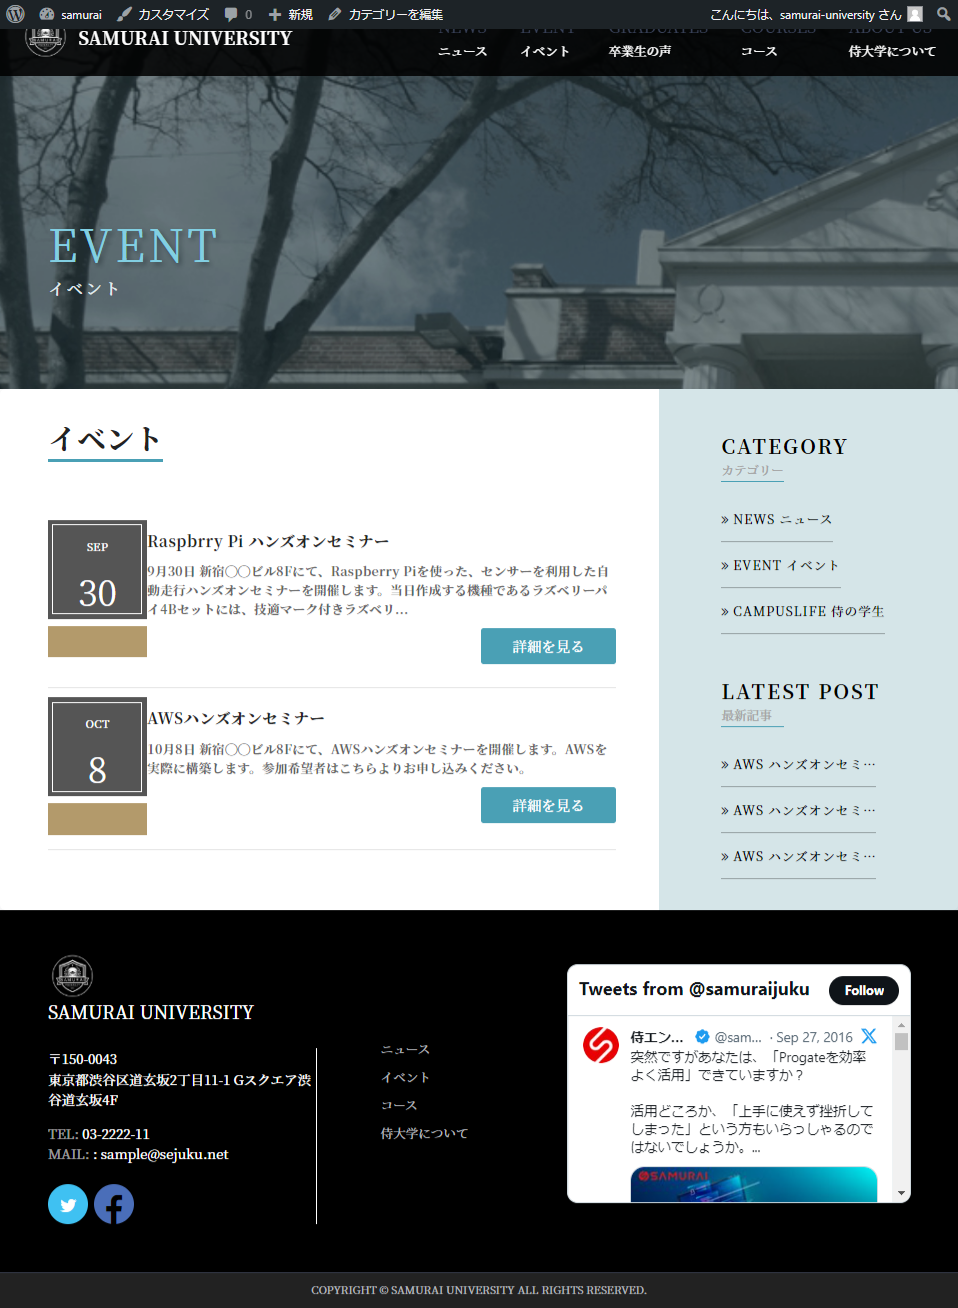 samurai カスタマイズ 0 新規 カテゴリーを編集 こんにちは、samurai-university さん
SAMURAI UNIVERSITY
NEWS EVENT GRADUATES COURSES ABOUT US
ニュース イベント 卒業生の声 コース 侍大学について
EVENT
イベント
イベント
SEP
30
Raspbrry Pi ハンズオンセミナー
9月30日 新宿◯◯ビル8Fにて、Raspberry Piを使った、センサーを利用した自
動走行ハンズオンセミナーを開催します。当日作成する機種であるラズベリーパ
イ4Bセットには、技適マーク付きラズベリ…
詳細を見る
OCT
8
AWSハンズオンセミナー
10月8日 新宿◯◯ビル8Fにて、AWSハンズオンセミナーを開催します。AWSを
実際に構築します。参加希望者はこちらよりお申し込みください。
詳細を見る
CATEGORY
カテゴリー
» NEWS ニュース
» EVENT イベント
» CAMPUSLIFE 侍の学生
LATEST POST
最新記事
» AWS ハンズオンセミ…
» AWS ハンズオンセミ…
» AWS ハンズオンセミ…
SAMURAI UNIVERSITY
〒150-0043
東京都渋谷区道玄坂2丁目11-1 Gスクエア渋
谷道玄坂4F
TEL: 03-2222-11
MAIL: : sample@sejuku.net
ニュース
イベント
コース
侍大学について
Tweets from @samuraijuku
Follow
侍エン... @sam... · Sep 27, 2016
突然ですがあなたは、「Progateを効率
よく活用」できていますか？
活用どころか、「上手に使えず挫折して
しまった」という方もいらっしゃるので
はないでしょうか。...
SAMURAI
COPYRIGHT © SAMURAI UNIVERSITY ALL RIGHTS RESERVED.